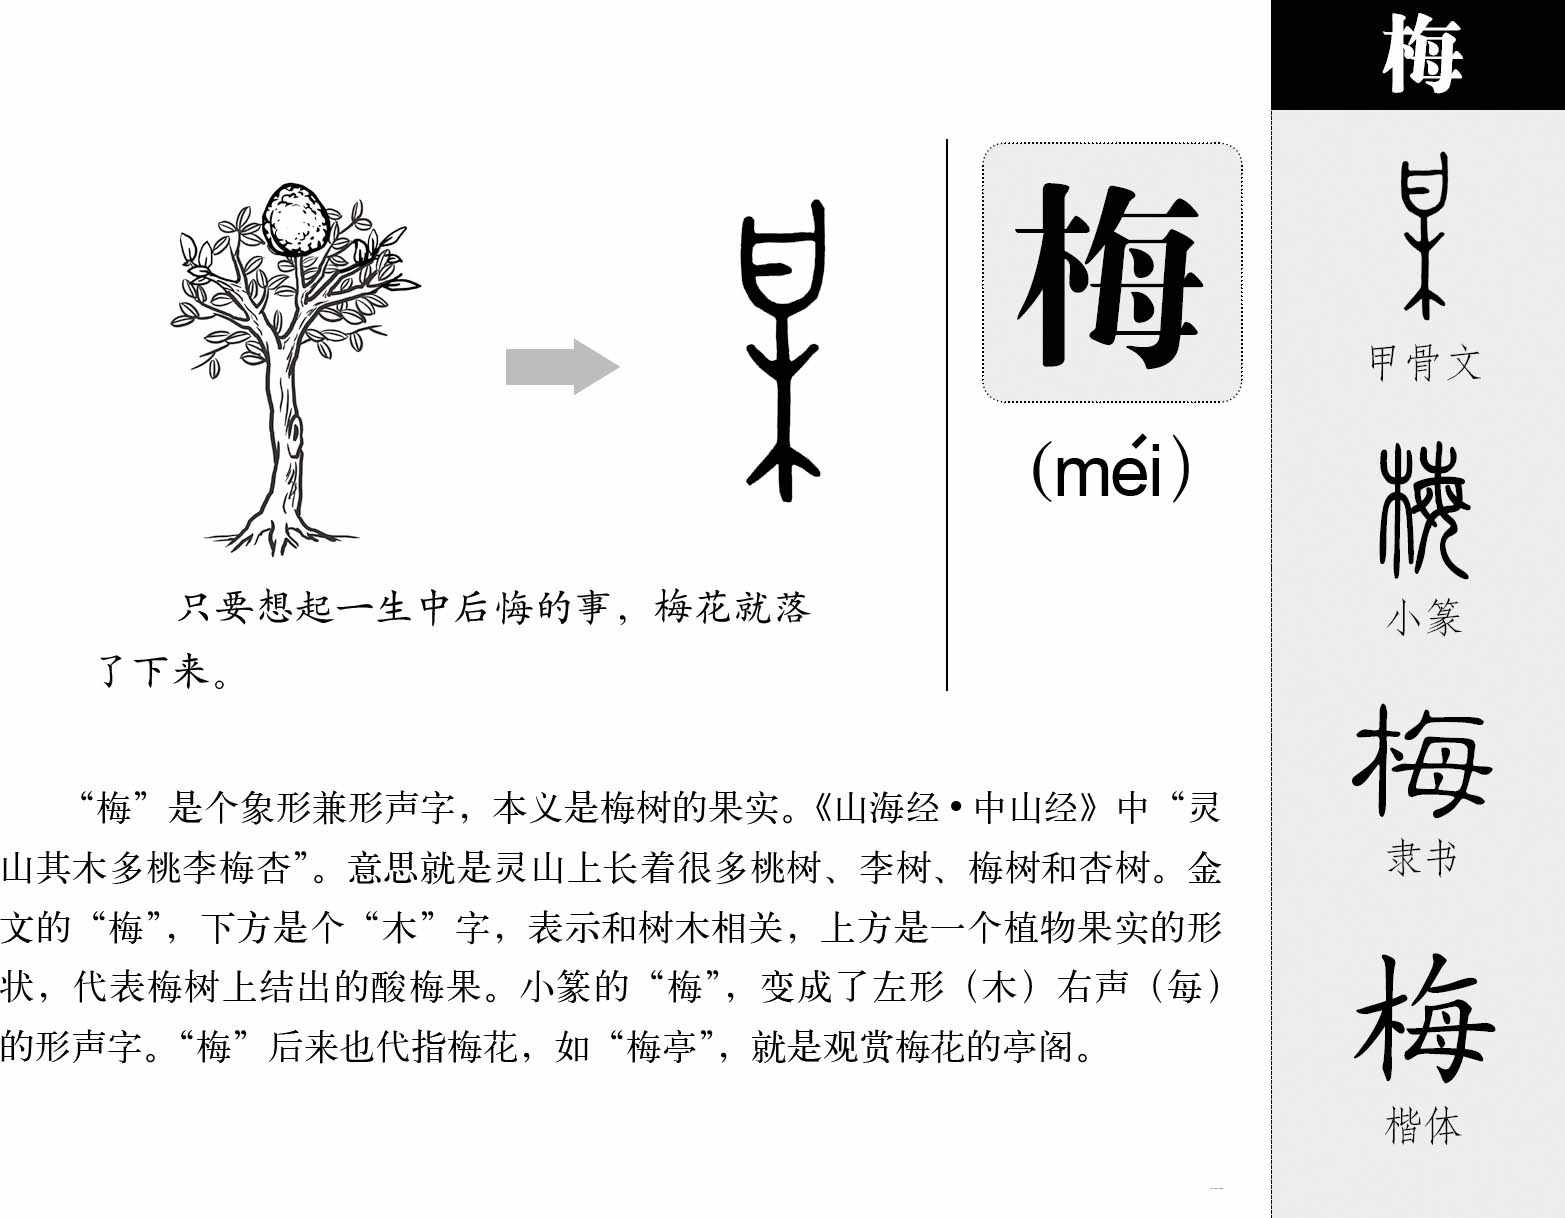 梅
梅
(méi)
只要想起一生中后悔的事，梅花就落
了下来。
“梅”是个象形兼形声字，本义是梅树的果实。《山海经·中山经》中“灵
山其木多桃李梅杏”。意思就是灵山上长着很多桃树、李树、梅树和杏树。金
文的“梅”，下方是个“木”字，表示和树木相关，上方是一个植物果实的形
状，代表梅树上结出的酸梅果。小篆的“梅”，变成了左形（木）右声（每）
的形声字。“梅”后来也代指梅花，如“梅亭”，就是观赏梅花的亭阁。
甲骨文
梅
小篆
梅
隶书
梅
楷体